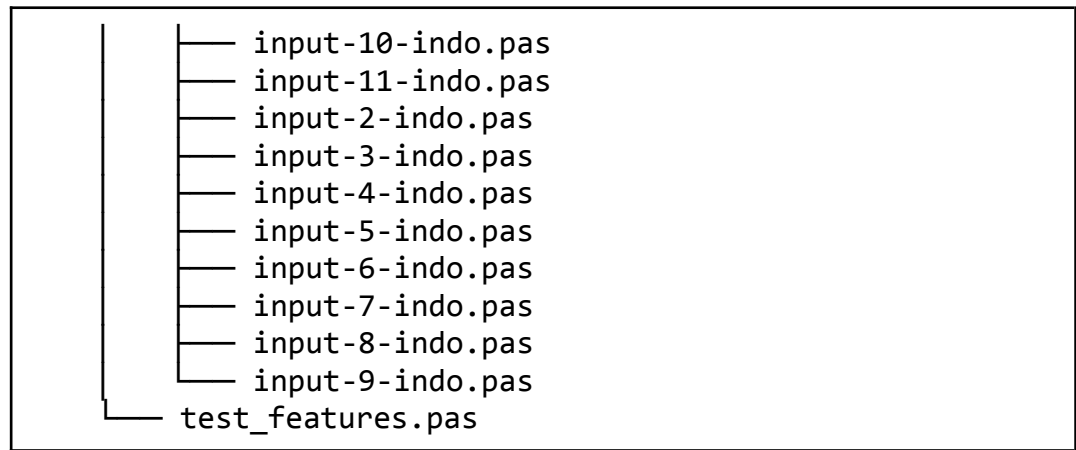 │   ├── input-10-indo.pas
│   ├── input-11-indo.pas
│   ├── input-2-indo.pas
│   ├── input-3-indo.pas
│   ├── input-4-indo.pas
│   ├── input-5-indo.pas
│   ├── input-6-indo.pas
│   ├── input-7-indo.pas
│   ├── input-8-indo.pas
│   └── input-9-indo.pas
└── test_features.pas